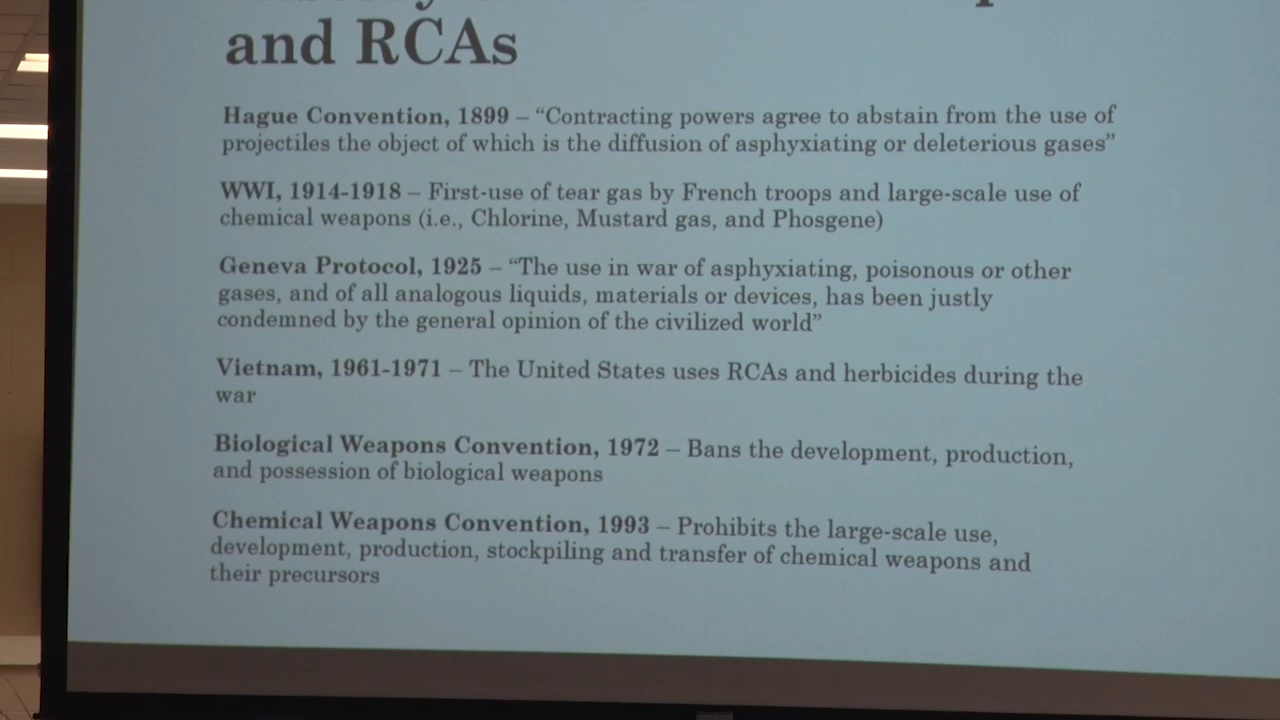 and RCAs
Hague Convention, 1899 – “Contracting powers agree to abstain from the use of
projectiles the object of which is the diffusion of asphyxiating or deleterious gases”
WWI, 1914-1918 – First-use of tear gas by French troops and large-scale use of
chemical weapons (i.e., Chlorine, Mustard gas, and Phosgene)
Geneva Protocol, 1925 – “The use in war of asphyxiating, poisonous or other
gases, and of all analogous liquids, materials or devices, has been justly
condemned by the general opinion of the civilized world”
Vietnam, 1961-1971 – The United States uses RCAs and herbicides during the
war
Biological Weapons Convention, 1972 – Bans the development, production,
and possession of biological weapons
Chemical Weapons Convention, 1993 – Prohibits the large-scale use,
development, production, stockpiling and transfer of chemical weapons and
their precursors